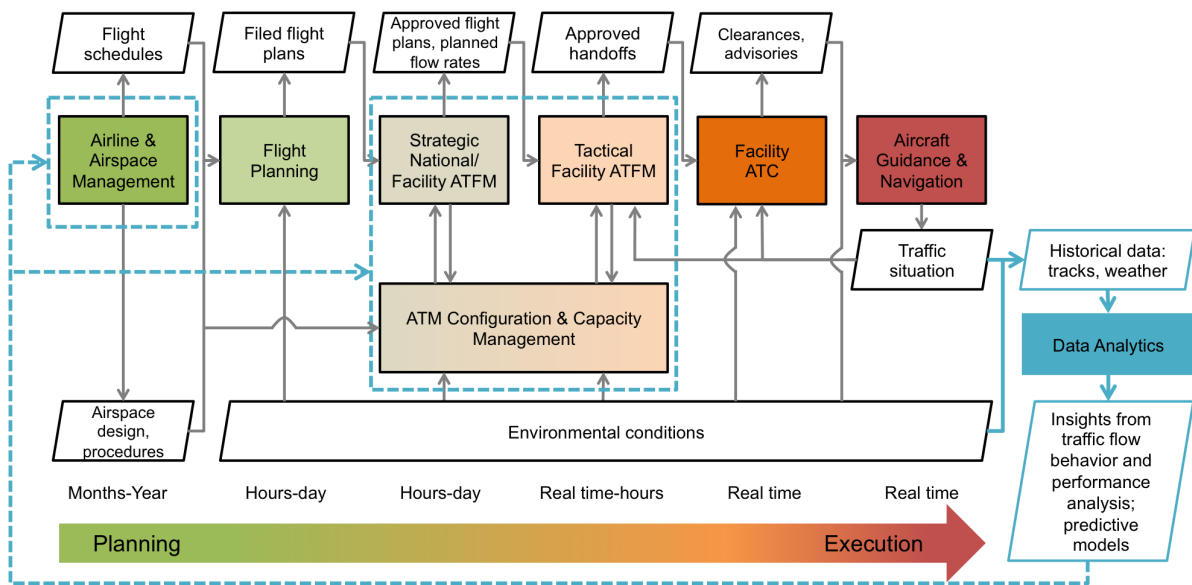 Flight
schedules
Filed flight
plans
Approved flight
plans, planned
flow rates
Approved
handoffs
Clearances,
advisories
Airline &
Airspace
Management
Flight
Planning
Strategic
National/
Facility ATFM
Tactical
Facility ATFM
Facility
ATC
Aircraft
Guidance &
Navigation
Traffic
situation
Historical data:
tracks, weather
ATM Configuration & Capacity
Management
Data Analytics
Airspace
design,
procedures
Environmental conditions
Insights from
traffic flow
behavior and
performance
analysis;
predictive
models
Months-Year
Hours-day
Hours-day
Real time-hours
Real time
Real time
Planning
Execution